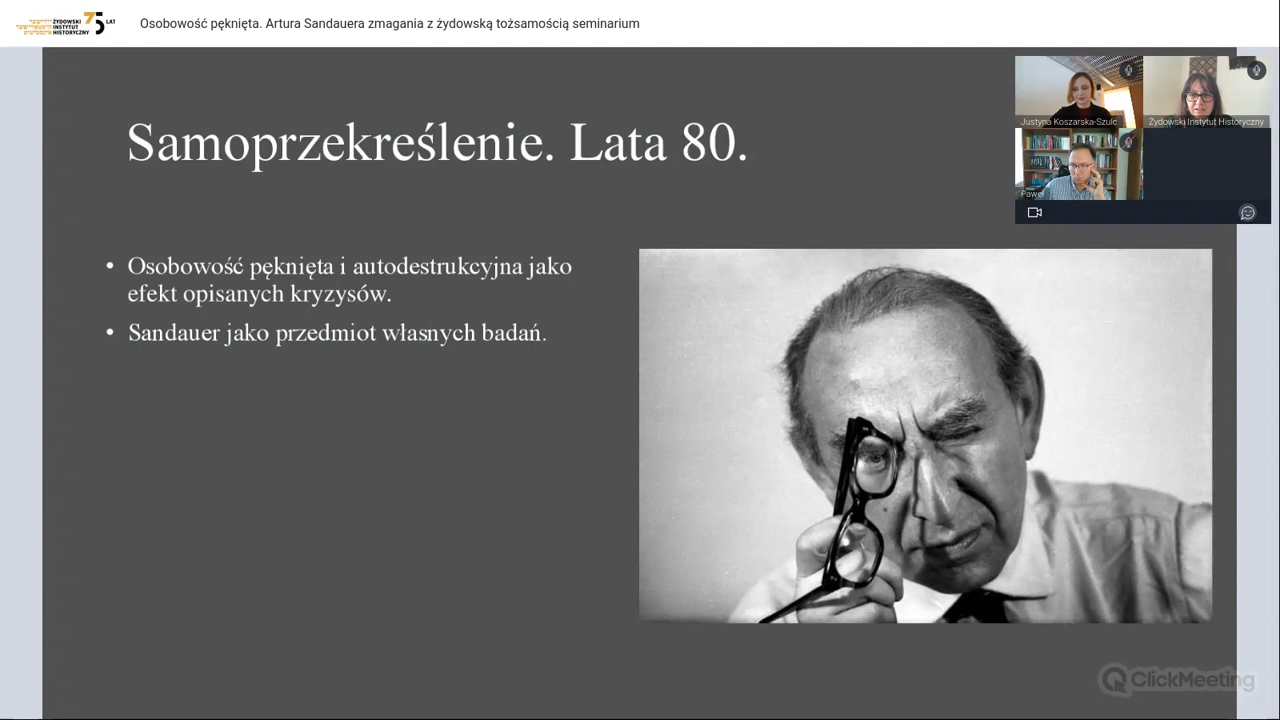 ŻYDOWSKI
INSTYTUT
HISTORYCZNY
75 LAT
Osobowość pęknięta. Artura Sandauera zmagania z żydowską tożsamością seminarium
Justyna Koszarska-Szulc
Żydowski Instytut Historyczny
Paweł
Samoprzekreślenie. Lata 80.
• Osobowość pęknięta i autodestrukcyjna jako
efekt opisanych kryzysów.
• Sandauer jako przedmiot własnych badań.
ClickMeeting